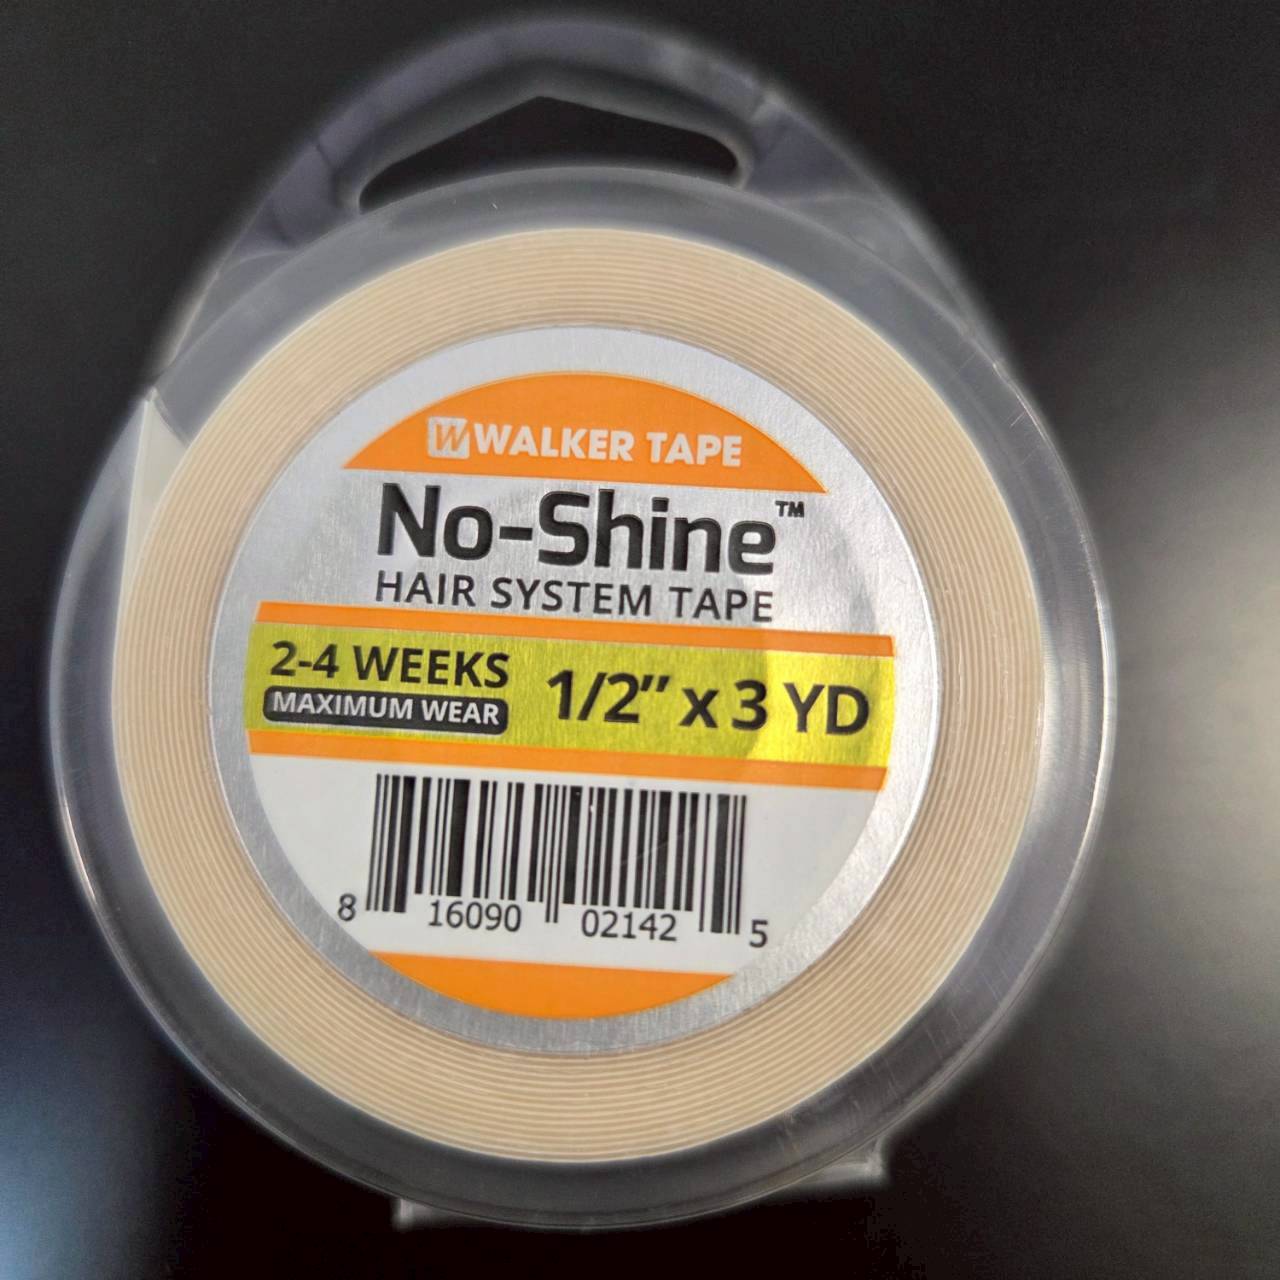 W WALKER TAPE
No-Shine™
HAIR SYSTEM TAPE
2-4 WEEKS
MAXIMUM WEAR
1/2” x 3 YD
8 16090 02142 5